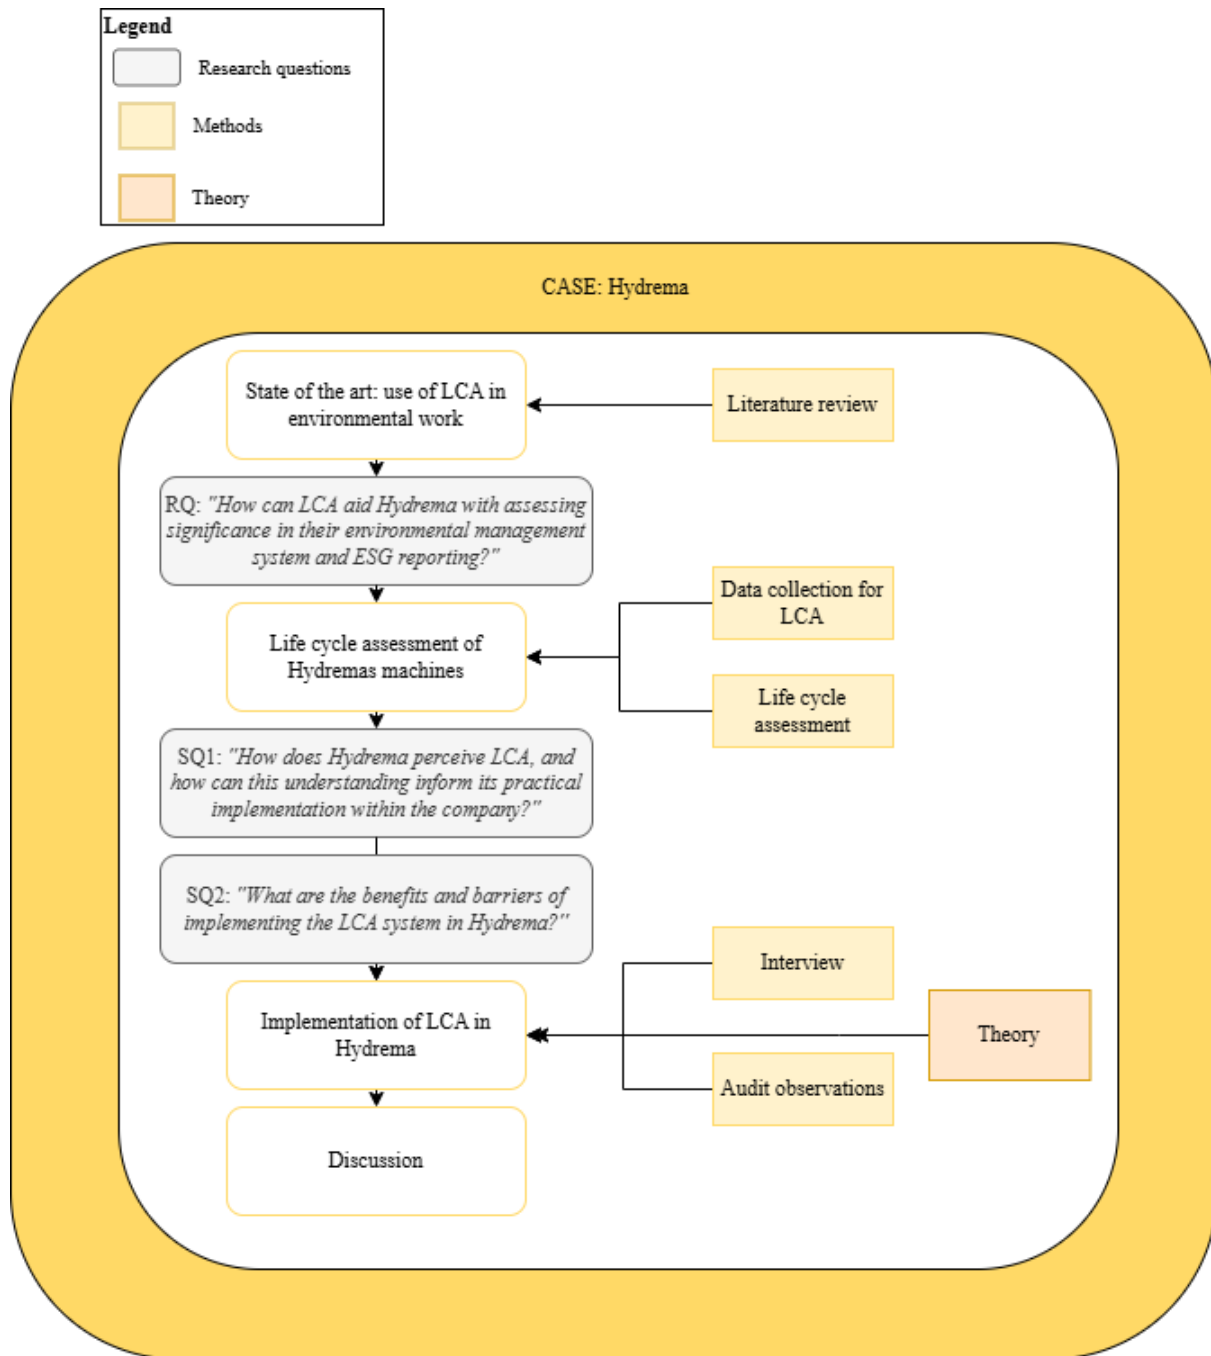 Legend
Research questions
Methods
Theory
CASE: Hydrema
State of the art: use of LCA in
environmental work
Literature review
RQ: "How can LCA aid Hydrema with assessing
significance in their environmental management
system and ESG reporting?"
Data collection for
LCA
Life cycle assessment of
Hydremas machines
Life cycle
assessment
SQ1: "How does Hydrema perceive LCA, and
how can this understanding inform its practical
implementation within the company?"
SQ2: "What are the benefits and barriers of
implementing the LCA system in Hydrema?"
Interview
Implementation of LCA in
Hydrema
Theory
Audit observations
Discussion